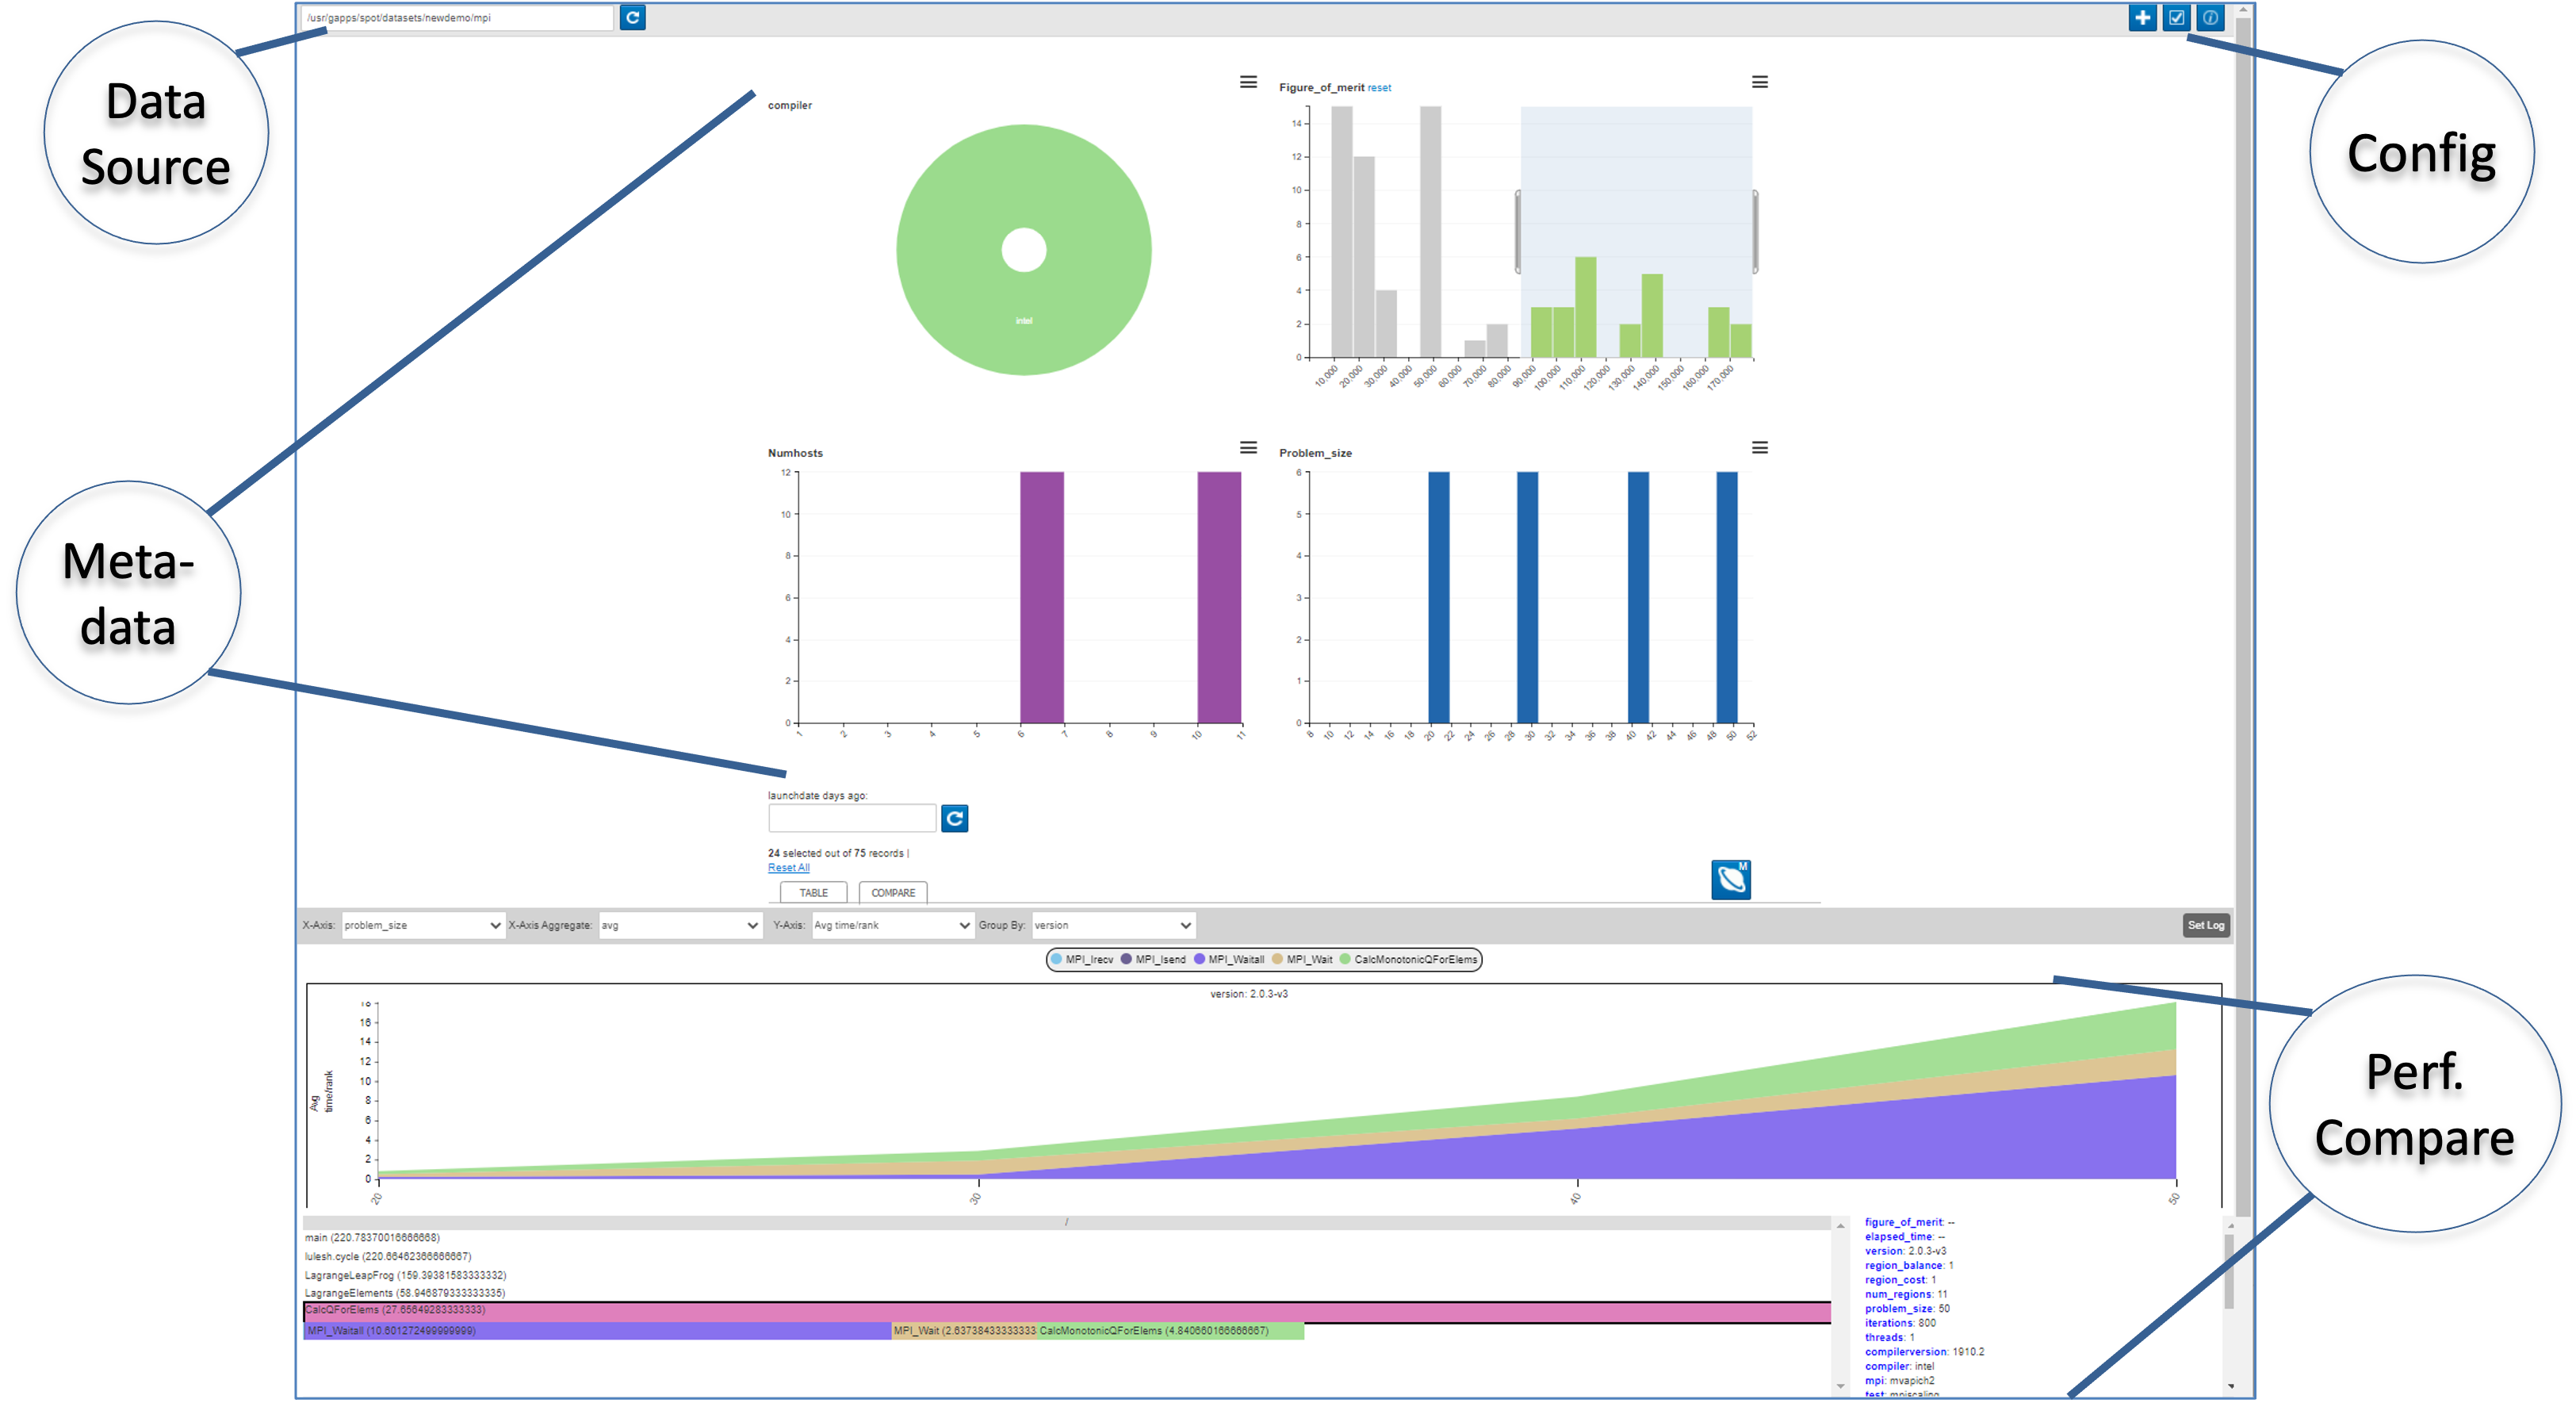 /usr/gapps/spot/datasets/newdemo/mpi
Data
Source
Config
compiler
intel
Figure_of_merit reset
14
12
10
8
6
4
2
0
10,000 20,000 30,000 40,000 50,000 60,000 70,000 80,000 90,000 100,000 110,000 120,000 130,000 140,000 150,000 160,000 170,000
Numhosts
12
10
8
6
4
2
0
1 2 3 4 5 6 7 8 9 10 11
Problem_size
6
5
4
3
2
1
0
8 10 12 14 16 18 20 22 24 26 28 30 32 34 36 38 40 42 44 46 48 50 52
Meta-
data
launchdate days ago:
24 selected out of 75 records |
Reset All
M
TABLE COMPARE
X-Axis: problem_size X-Axis Aggregate: avg Y-Axis: Avg time/rank Group By: version Set Log
MPI_Irecv MPI_Isend MPI_Waitall MPI_Wait CalcMonotonicQForElems
version: 2.0.3-v3
18
16
14
12
10
8
6
4
2
0
Avg
time/rank
20 30 40 50
Perf.
Compare
/
main (220.78370016666668)
lulesh.cycle (220.66462366666667)
LagrangeLeapFrog (159.39381583333332)
LagrangeElements (58.946879333333335)
CalcQForElems (27.65649283333333)
MPI_Waitall (10.601272499999999) MPI_Wait (2.63738433333333 CalcMonotonicQForElems (4.840660166666667)
figure_of_merit: --
elapsed_time: --
version: 2.0.3-v3
region_balance: 1
region_cost: 1
num_regions: 11
problem_size: 50
iterations: 800
threads: 1
compilerversion: 1910.2
compiler: intel
mpi: mvapich2
test: mpiscaling